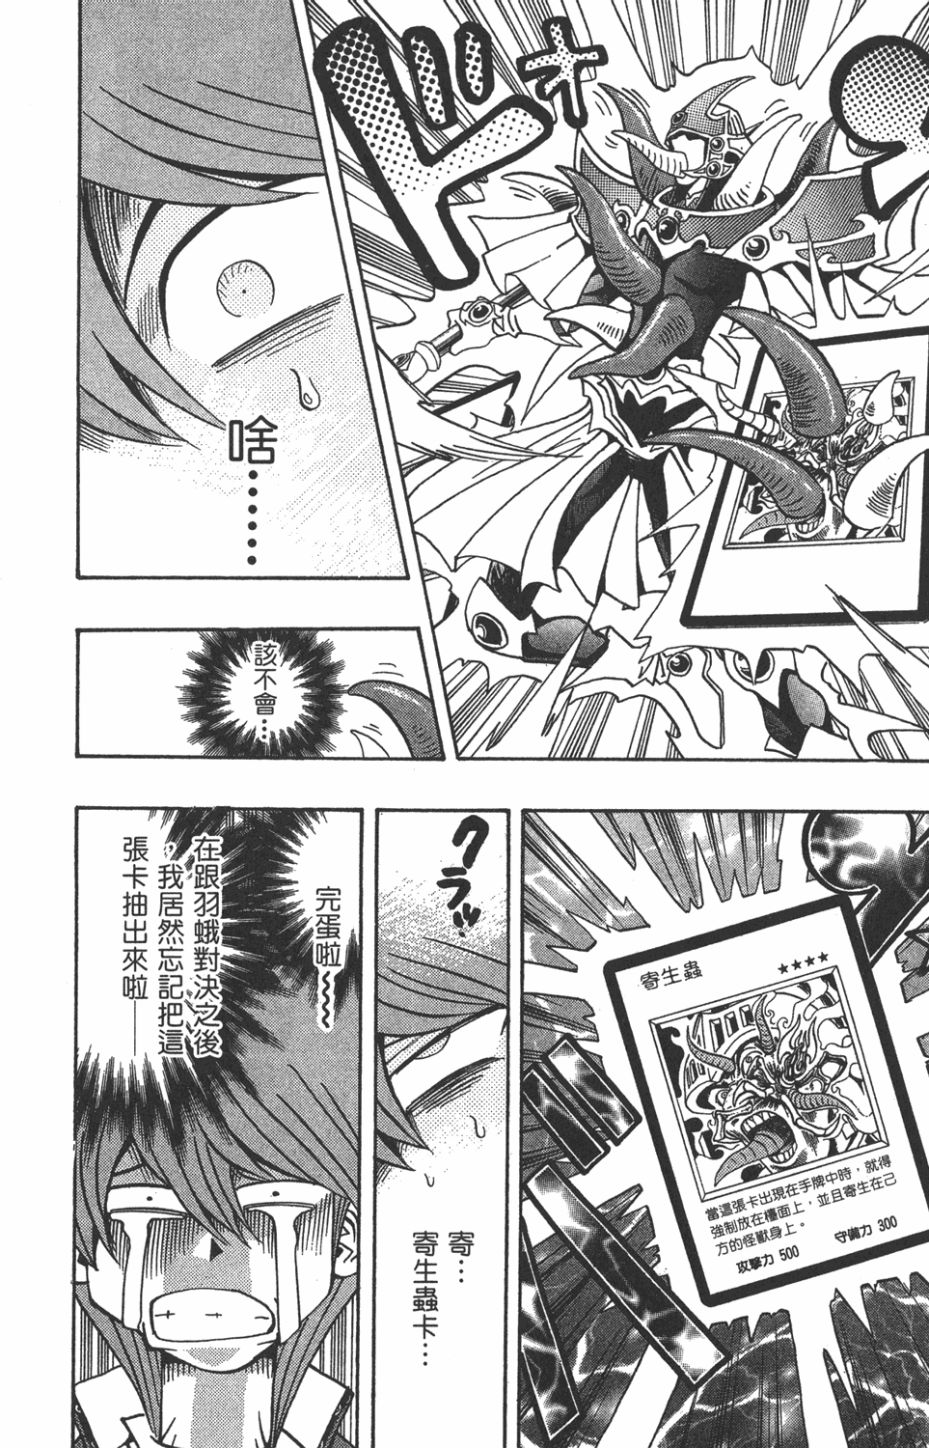 ドォ
啥……
該不會…
寄生蟲
★★★★
當這張卡出現在手牌中時，就得
強制放在檯面上，並且寄生在己
方的怪獸身上。
攻擊力 500
守備力 300
クラッ
寄…
寄生蟲卡…
完蛋啦~~~
在跟羽蛾對決之後
，我居然忘記把這
張卡抽出來啦——